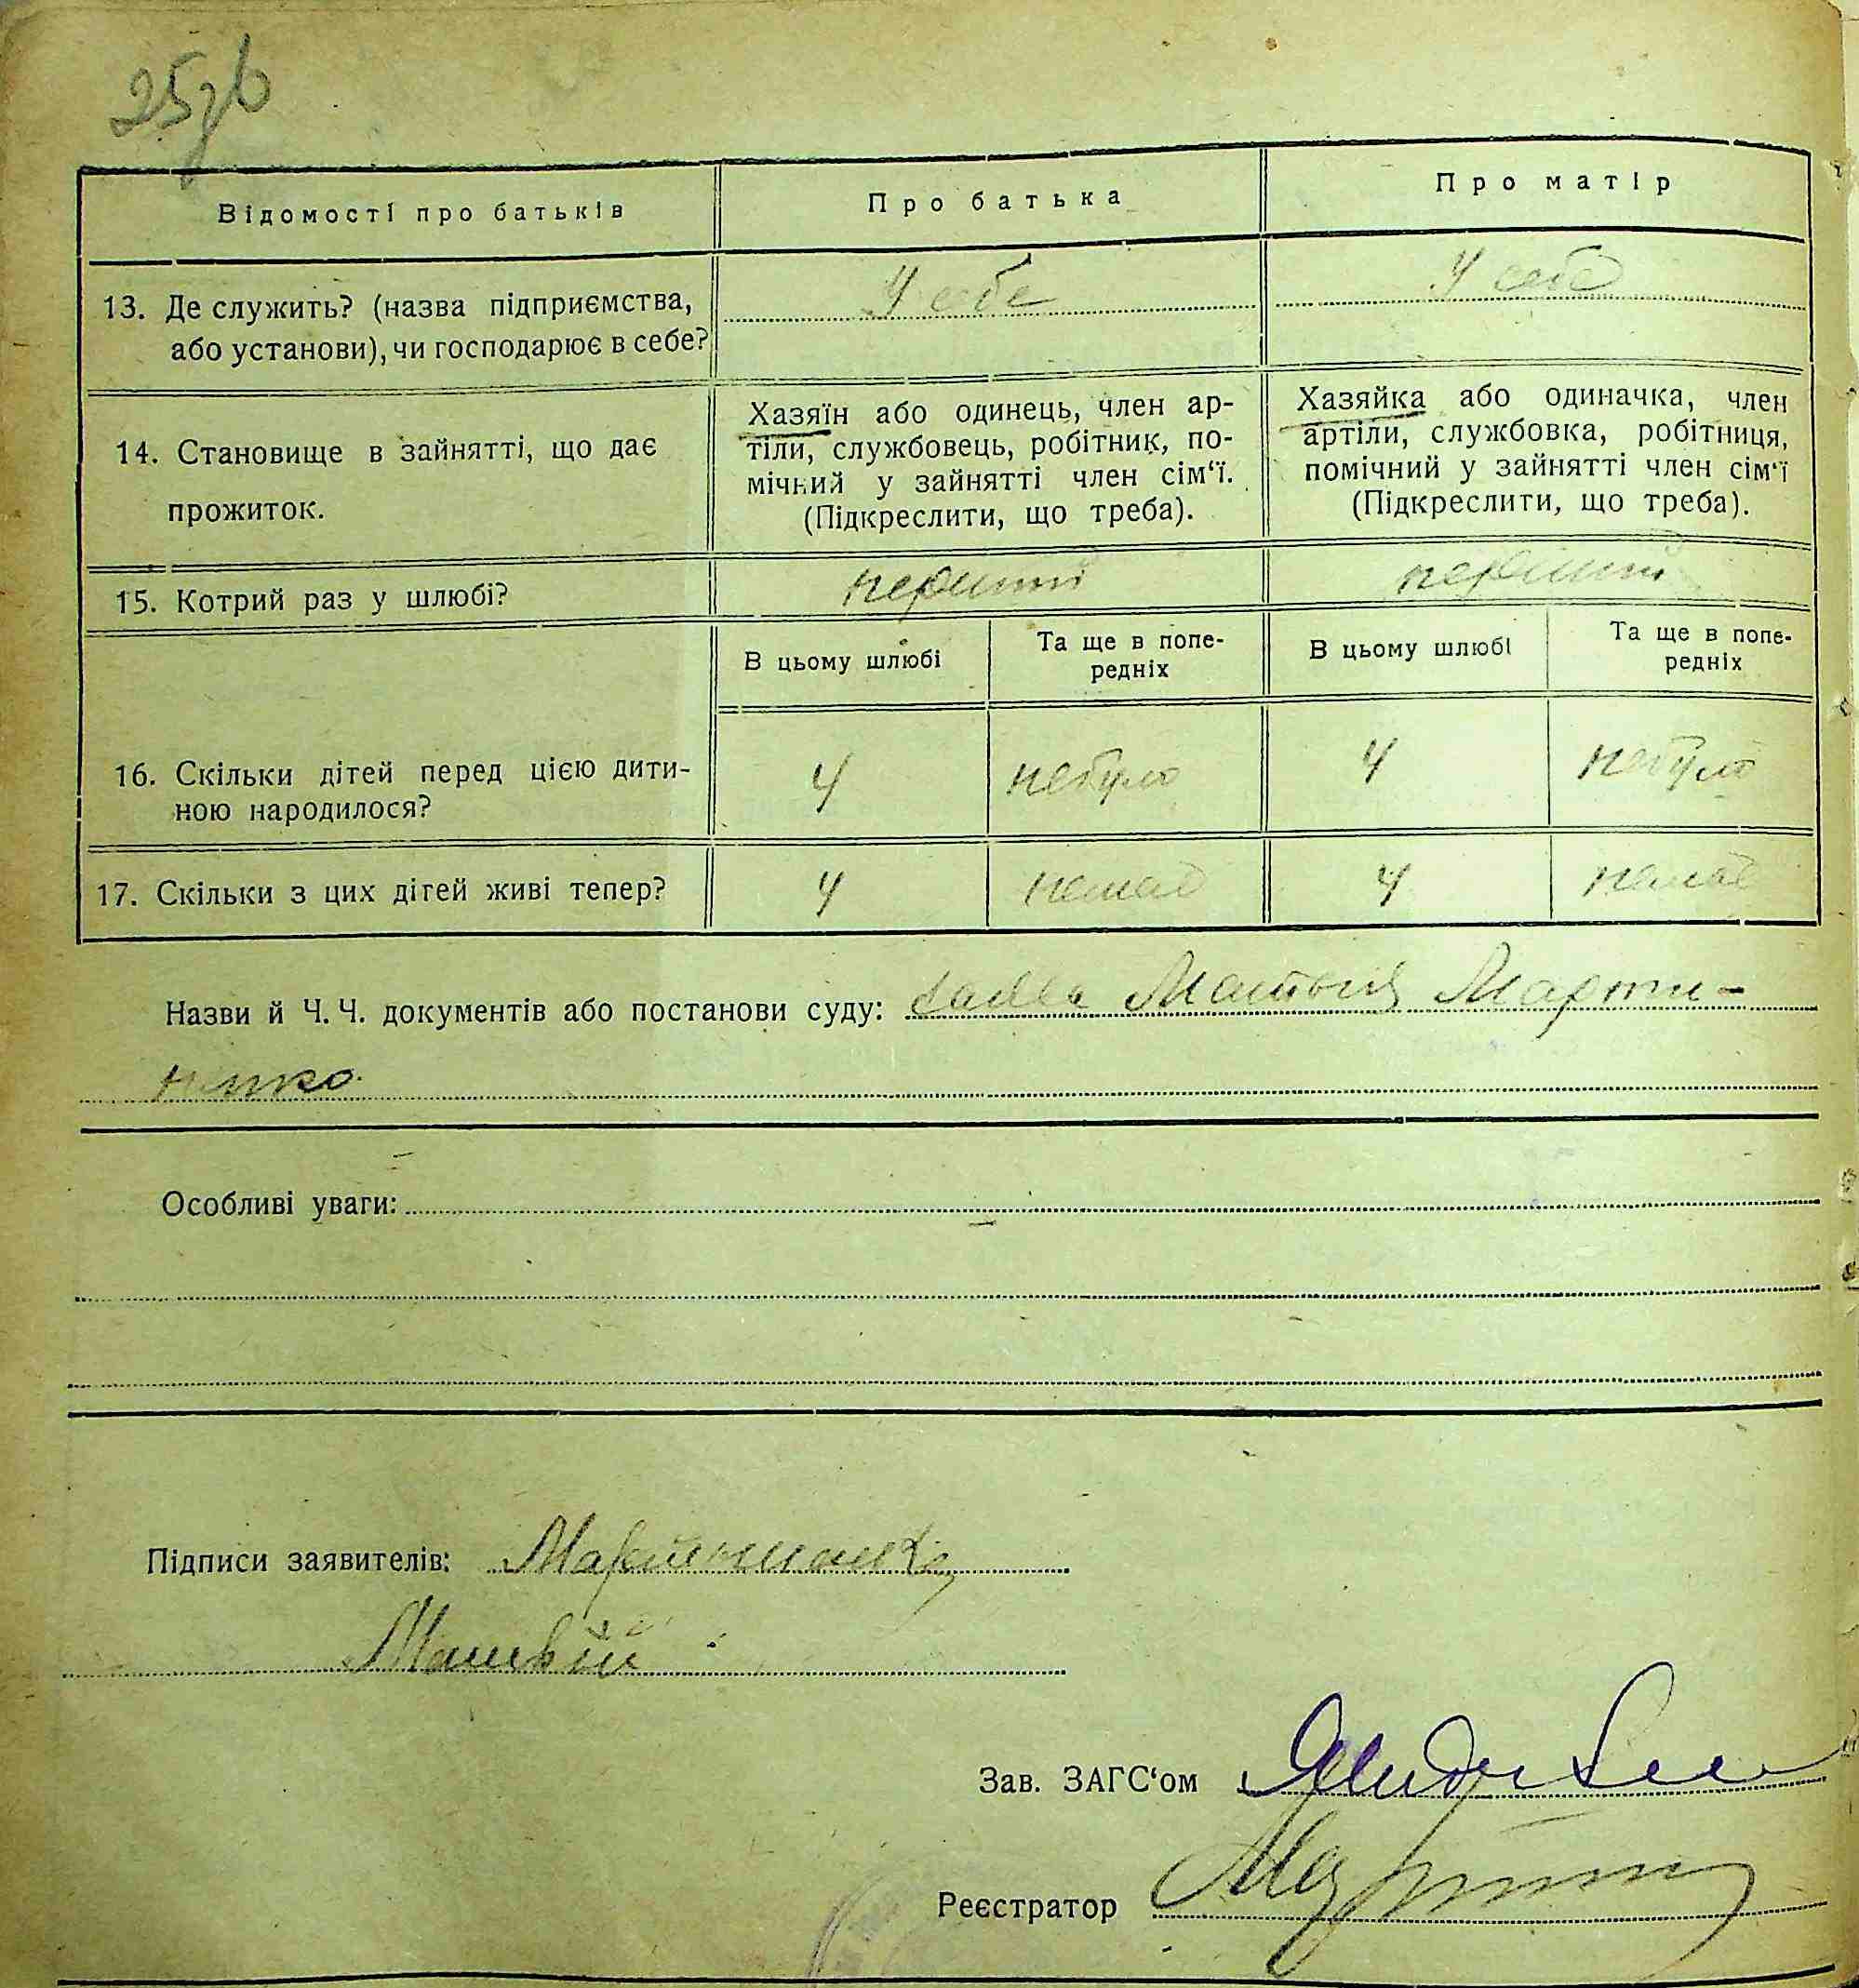 25зв
Відомості про батьків
Про батька
Про матір
13. Де служить? (назва підприємства,
або установи), чи господарює в себе?
У себе
У себе
14. Становище в зайнятті, що дає
прожиток.
Хазяїн або одинець, член ар-
тіли, службовець, робітник, по-
мічний у зайнятті член сім‘ї.
(Підкреслити, що треба).
Хазяйка або одиначка, член
артіли, службовка, робітниця,
помічний у зайнятті член сім‘ї
(Підкреслити, що треба).
15. Котрий раз у шлюбі?
перший
перший
В цьому шлюбі
Та ще в попе-
редніх
В цьому шлюбі
Та ще в попе-
редніх
16. Скільки дітей перед цією дити-
ною народилося?
4
небуло
4
небуло
17. Скільки з цих дітей живі тепер?
4
немає
4
немає
Назви й Ч. Ч. документів або постанови суду: Матвія Марти-
ненко.
Особливі уваги:
Підписи заявителів: Мартыненко
Матвій
Зав. ЗАГС‘ом
Реєстратор